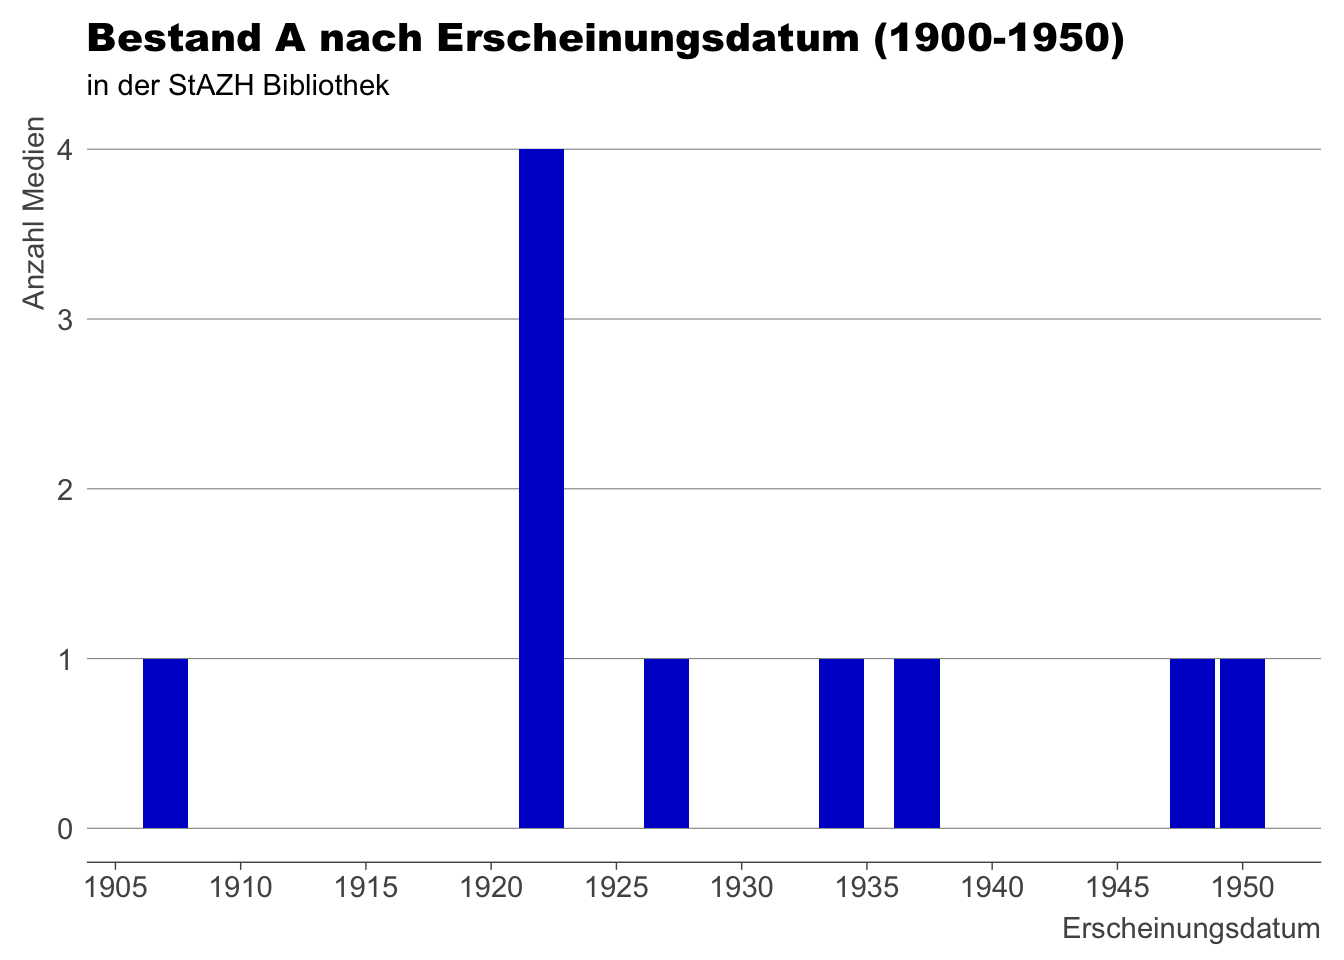 Bestand A nach Erscheinungsdatum (1900-1950)
in der StAZH Bibliothek
Anzahl Medien
4
3
2
1
0
1905 1910 1915 1920 1925 1930 1935 1940 1945 1950
Erscheinungsdatum